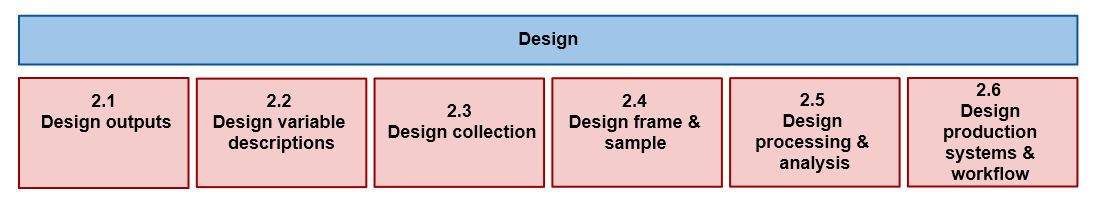 Design
2.1
Design outputs
2.2
Design variable
descriptions
2.3
Design collection
2.4
Design frame &
sample
2.5
Design
processing &
analysis
2.6
Design
production
systems &
workflow